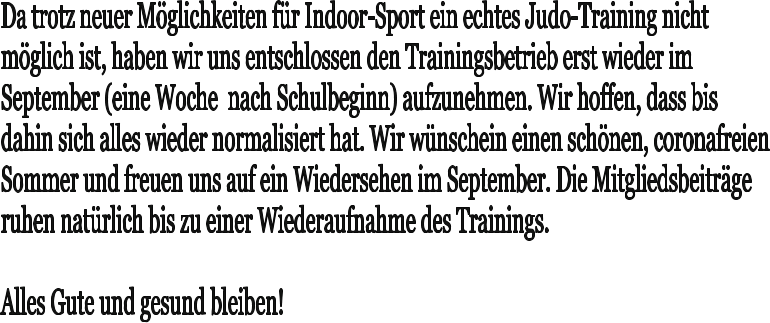 Da trotz neuer Möglichkeiten für Indoor-Sport ein echtes Judo-Training nicht
möglich ist, haben wir uns entschlossen den Trainingsbetrieb erst wieder im
September (eine Woche  nach Schulbeginn) aufzunehmen. Wir hoffen, dass bis
dahin sich alles wieder normalisiert hat. Wir wünschein einen schönen, coronafreien
Sommer und freuen uns auf ein Wiedersehen im September. Die Mitgliedsbeiträge
ruhen natürlich bis zu einer Wiederaufnahme des Trainings.

Alles Gute und gesund bleiben!